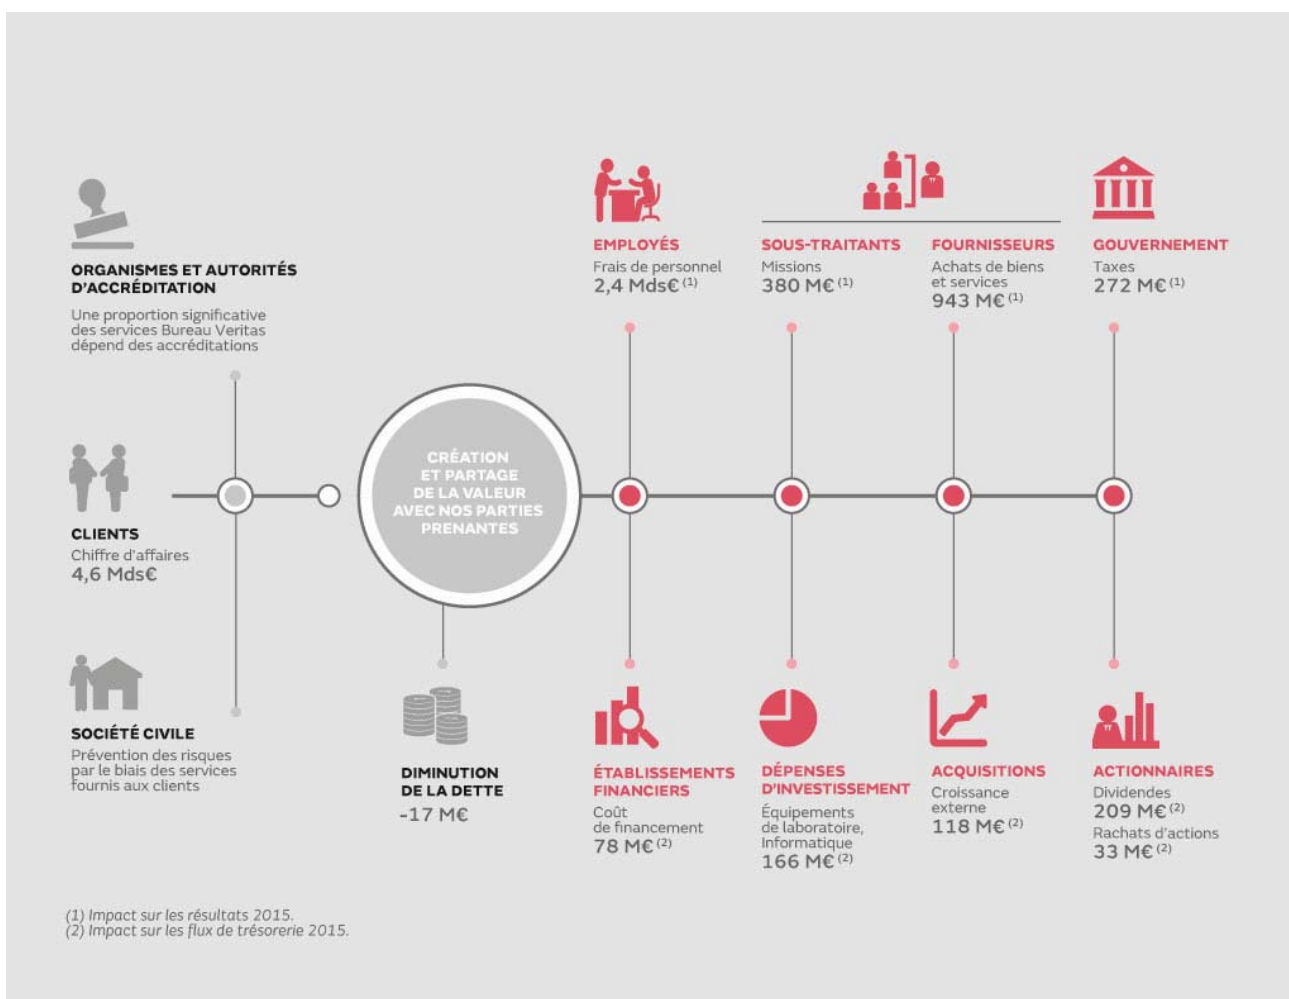 ORGANISMES ET AUTORITÉS
D'ACCRÉDITATION
Une proportion significative
des services Bureau Veritas
dépend des accréditations
CLIENTS
Chiffre d'affaires
4,6 Mds€
SOCIÉTÉ CIVILE
Prévention des risques
par le biais des services
fournis aux clients
CRÉATION
ET PARTAGE
DE LA VALEUR
AVEC NOS PARTIES
PRENANTES
DIMINUTION
DE LA DETTE
-17 M€
EMPLOYÉS
Frais de personnel
2,4 Mds€ (1)
SOUS-TRAITANTS
Missions
380 M€ (1)
FOURNISSEURS
Achats de biens
et services
943 M€ (1)
GOUVERNEMENT
Taxes
272 M€ (1)
ÉTABLISSEMENTS
FINANCIERS
Coût
de financement
78 M€ (2)
DÉPENSES
D'INVESTISSEMENT
Équipements
de laboratoire,
Informatique
166 M€ (2)
ACQUISITIONS
Croissance
externe
118 M€ (2)
ACTIONNAIRES
Dividendes
209 M€ (2)
Rachats d'actions
33 M€ (2)
(1) Impact sur les résultats 2015.
(2) Impact sur les flux de trésorerie 2015.